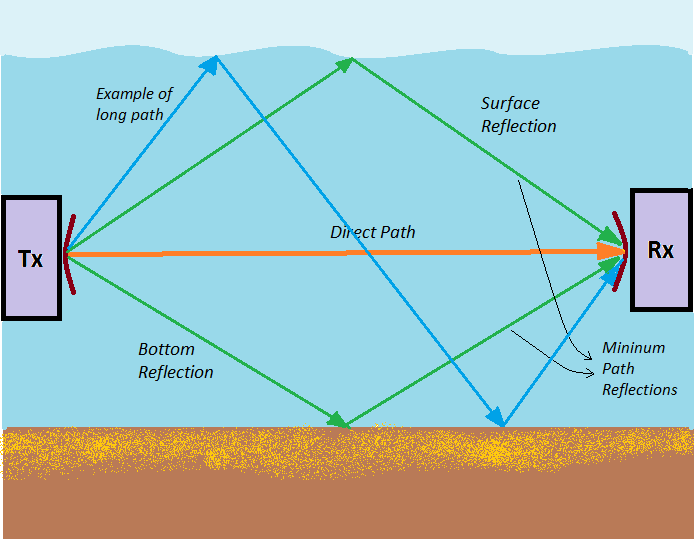 Example of
long path
Surface
Reflection
Tx
Direct Path
Rx
Bottom
Reflection
Mininum
Path
Reflections